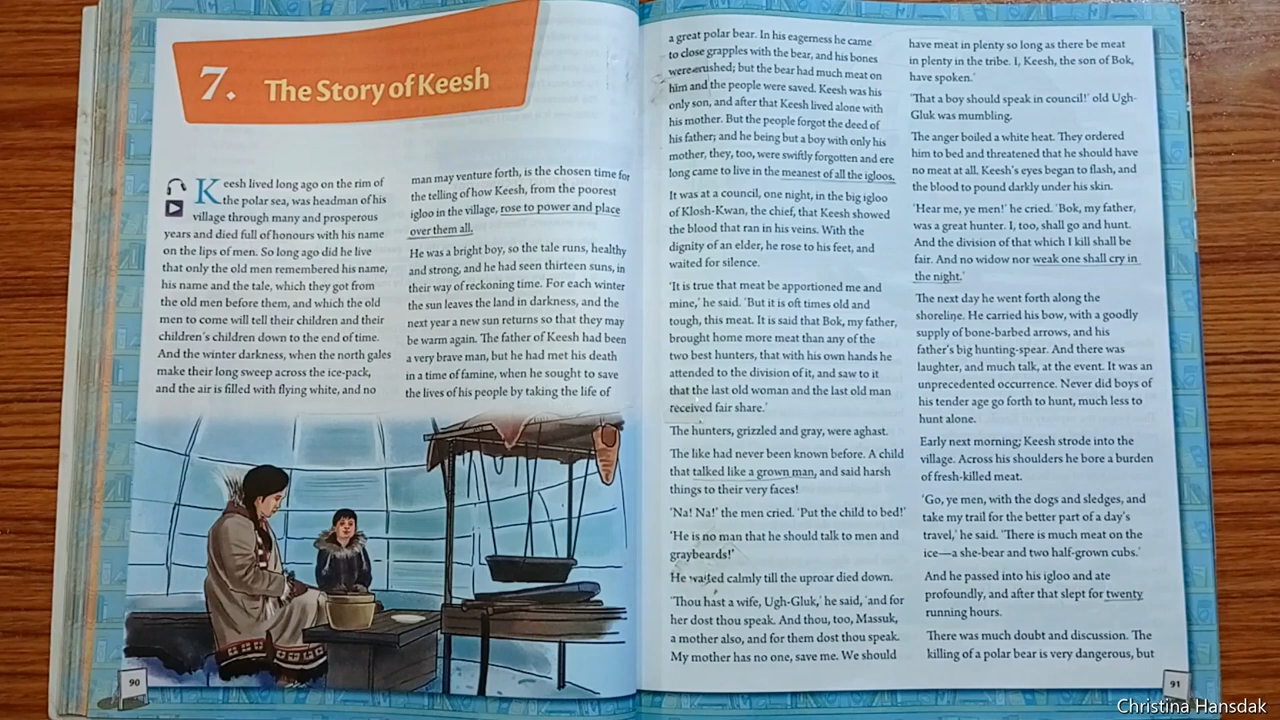 7. The Story of Keesh
Keesh lived long ago on the rim of
the polar sea, was headman of his
village through many and prosperous
years and died full of honours with his name
on the lips of men. So long ago did he live
that only the old men remembered his name,
his name and the tale, which they got from
the old men before them, and which the old
men to come will tell their children and their
children's children down to the end of time.
And the winter darkness, when the north gales
make their long sweep across the ice-pack,
and the air is filled with flying white, and no
man may venture forth, is the chosen time for
the telling of how Keesh, from the poorest
igloo in the village, rose to power and place
over them all.
He was a bright boy, so the tale runs, healthy
and strong, and he had seen thirteen suns, in
their way of reckoning time. For each winter
the sun leaves the land in darkness, and the
next year a new sun returns so that they may
be warm again. The father of Keesh had been
a very brave man, but he had met his death
in a time of famine, when he sought to save
the lives of his people by taking the life of
90
a great polar bear. In his eagerness he came
to close grapples with the bear, and his bones
were crushed; but the bear had much meat on
him and the people were saved. Keesh was his
only son, and after that Keesh lived alone with
his mother. But the people forgot the deed of
his father; and he being but a boy with only his
mother, they, too, were swiftly forgotten and ere
long came to live in the meanest of all the igloos.
It was at a council, one night, in the big igloo
of Klosh-Kwan, the chief, that Keesh showed
the blood that ran in his veins. With the
dignity of an elder, he rose to his feet, and
waited for silence.
'It is true that meat be apportioned me and
mine,' he said. 'But it is oft times old and
tough, this meat. It is said that Bok, my father,
brought home more meat than any of the
two best hunters, that with his own hands he
attended to the division of it, and saw to it
that the last old woman and the last old man
received fair share.'
The hunters, grizzled and gray, were aghast.
The like had never been known before. A child
that talked like a grown man, and said harsh
things to their very faces!
'Na! Na!' the men cried. 'Put the child to bed!'
'He is no man that he should talk to men and
graybeards!'
He waited calmly till the uproar died down.
'Thou hast a wife, Ugh-Gluk,' he said, 'and for
her dost thou speak. And thou, too, Massuk,
a mother also, and for them dost thou speak.
My mother has no one, save me. We should
have meat in plenty so long as there be meat
in plenty in the tribe. I, Keesh, the son of Bok,
have spoken.'
'That a boy should speak in council!' old Ugh-
Gluk was mumbling.
The anger boiled a white heat. They ordered
him to bed and threatened that he should have
no meat at all. Keesh's eyes began to flash, and
the blood to pound darkly under his skin.
'Hear me, ye men!' he cried. 'Bok, my father,
was a great hunter. I, too, shall go and hunt.
And the division of that which I kill shall be
fair. And no widow nor weak one shall cry in
the night.'
The next day he went forth along the
shoreline. He carried his bow, with a goodly
supply of bone-barbed arrows, and his
father's big hunting-spear. And there was
laughter, and much talk, at the event. It was an
unprecedented occurrence. Never did boys of
his tender age go forth to hunt, much less to
hunt alone.
Early next morning; Keesh strode into the
village. Across his shoulders he bore a burden
of fresh-killed meat.
'Go, ye men, with the dogs and sledges, and
take my trail for the better part of a day's
travel,' he said. 'There is much meat on the
ice—a she-bear and two half-grown cubs.'
And he passed into his igloo and ate
profoundly, and after that slept for twenty
running hours.
There was much doubt and discussion. The
killing of a polar bear is very dangerous, but
91
Christina Hansdak